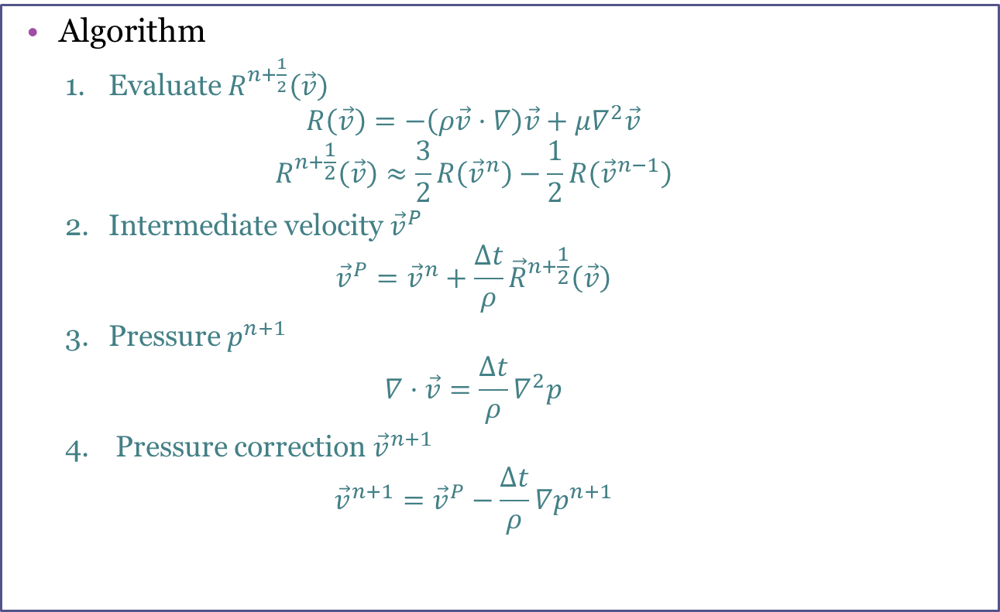 • Algorithm
1. Evaluate $R^{n+\frac{1}{2}}(\vec{v})$
$R(\vec{v}) = -(\rho\vec{v} \cdot \nabla)\vec{v} + \mu\nabla^2\vec{v}$
$R^{n+\frac{1}{2}}(\vec{v}) \approx \frac{3}{2}R(\vec{v}^n) - \frac{1}{2}R(\vec{v}^{n-1})$
2. Intermediate velocity $\vec{v}^P$
$\vec{v}^P = \vec{v}^n + \frac{\Delta t}{\rho}\vec{R}^{n+\frac{1}{2}}(\vec{v})$
3. Pressure $p^{n+1}$
$\nabla \cdot \vec{v} = \frac{\Delta t}{\rho}\nabla^2 p$
4. Pressure correction $\vec{v}^{n+1}$
$\vec{v}^{n+1} = \vec{v}^P - \frac{\Delta t}{\rho}\nabla p^{n+1}$